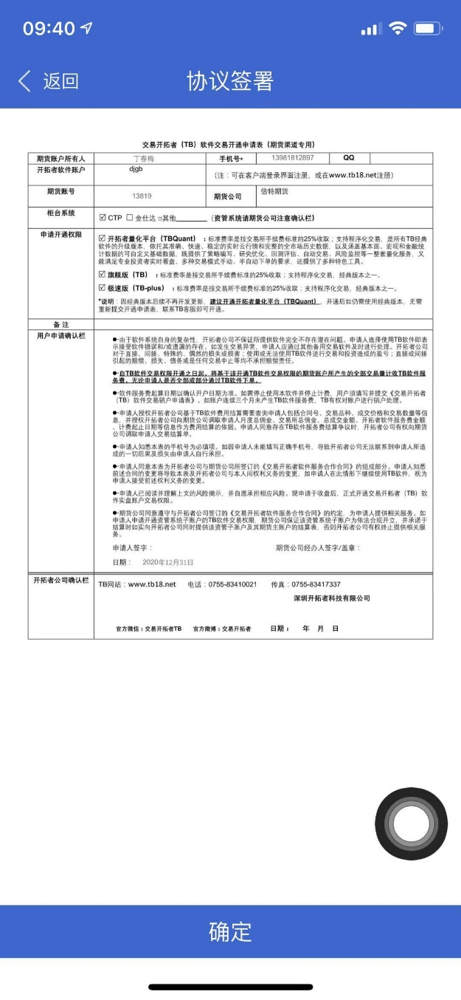 09:40
返回
协议签署
交易开拓者（TB）软件交易开通申请表（期货渠道专用）
期货账户所有人 丁春梅 手机号* 13981812897 QQ
开拓者软件账户 djgb （注：可在客户端登录界面注册，或在www.tb18.net注册）
期货账号 13819 期货公司 倍特期货
柜台系统 ☑ CTP ☐ 金仕达 □其他________ （资管系统请期货公司注意确认栏）
申请开通权限 ☑ 开拓者量化平台（TBQuant）：标准费率是按交易所手续费标准的25%收取；支持程序化交易，是所有TB经典
软件的升级版本，依托其准确、快速、稳定的实时云行情和完整的全市场历史数据，以及涵盖基本面、宏观和金融统
计数据的可自定义基础数据，既提供了策略编写、研究优化、回测评估、自动交易、风险监控等一整套量化服务，又
能满足专业投资者实时看盘、多种交易模式手动、半自动下单的要求，还提供了多种特色工具。
☑ 旗舰版（TB）：标准费率是按交易所手续费标准的25%收取；支持程序化交易，经典版本之一。
☑ 极速版（TB-plus）：标准费率是按交易所手续费标准的25%收取；支持程序化交易，经典版本之一。
*说明：因经典版本后续不再开发更新，建议开通开拓者量化平台（TBQuant），开通后如仍需使用经典版本，无需
重新提交开通申请表，联系TB客服即可开通。
备 注
用户申请确认栏 ●·由于软件系统自身的复杂性，开拓者公司不保证所提供软件完全不存在潜在问题。申请人选择使用TB软件即表
示接受软件错误和/或遗漏的存在。如发生交易异常，申请人应通过其他备用交易软件及时进行处理。开拓者公司
对于直接、间接、特殊的、偶然的损失或损害；使用或无法使用TB软件进行交易和投资造成的盈亏；直接或间接
引起的赔偿、损失、债务或是任何交易中止等均不承担赔偿责任。
●·自TB软件交易权限开通之日起，将基于该开通TB软件交易权限的期货账户所产生的全部交易量计收TB软件服
务费，无论申请人是否全部或部分通过TB软件下单。
●·软件服务费起算日期以确认开户日期为准。如需停止使用本软件并停止计费，用户须填写并提交《交易开拓者
（TB）软件交易销户申请表》。如账户连续三个月未产生TB软件服务费，TB有权对账户进行销户处理。
●·申请人授权开拓者公司基于TB软件费用结算需要查询申请人包括合同号、交易品种、成交价格和交易数量等信
息，并授权开拓者公司向期货公司调取申请人月度总佣金、交易所总佣金、总成交金额、开拓者软件服务费金额
、计费起止日期等信息作为费用结算的依据。申请人同意存在TB软件服务费结算争议时，开拓者公司有权向期货
公司调取申请人交易结算单。
●·申请人知悉本表的手机号为必填项。如因申请人未能填写正确手机号，导致开拓者公司无法联系到申请人所造
成的一切后果及损失由申请人自行承担。
●·申请人同意本表为开拓者公司与期货公司所签订的《交易开拓者软件服务合作合同》的组成部分。申请人知悉
前述合同的变更将导致本表及开拓者公司与本人间权利义务的变更，如申请人在此情形下继续使用TB软件，视为
申请人接受前述权利义务的变更。
●·申请人已阅读并理解上文的风险揭示，并自愿承担相应风险。现申请于收盘后，正式开通交易开拓者（TB）软
件实盘账户交易权限。
●·期货公司同意遵守与开拓者公司签订的《交易开拓者软件服务合作合同》的约定，为申请人提供相关服务。如
申请人申请开通资管系统子账户的TB软件交易权限，期货公司保证该资管系统子账户为依法合规开立，并承诺于
结算时如实向开拓者公司同时提供该资管子账户及其期货主账户的结算表，否则开拓者公司有权终止提供相关服
务。
申请人签字： 期货公司经办人签字/盖章：
日期： 2020年12月31日
开拓者公司确认栏 TB网站：www.tb18.net 电话：0755-83410021 传真：0755-83417337
深圳开拓者科技有限公司
官方微信：交易开拓者TB 官方微博：交易开拓者 日期： 年 月 日
确定